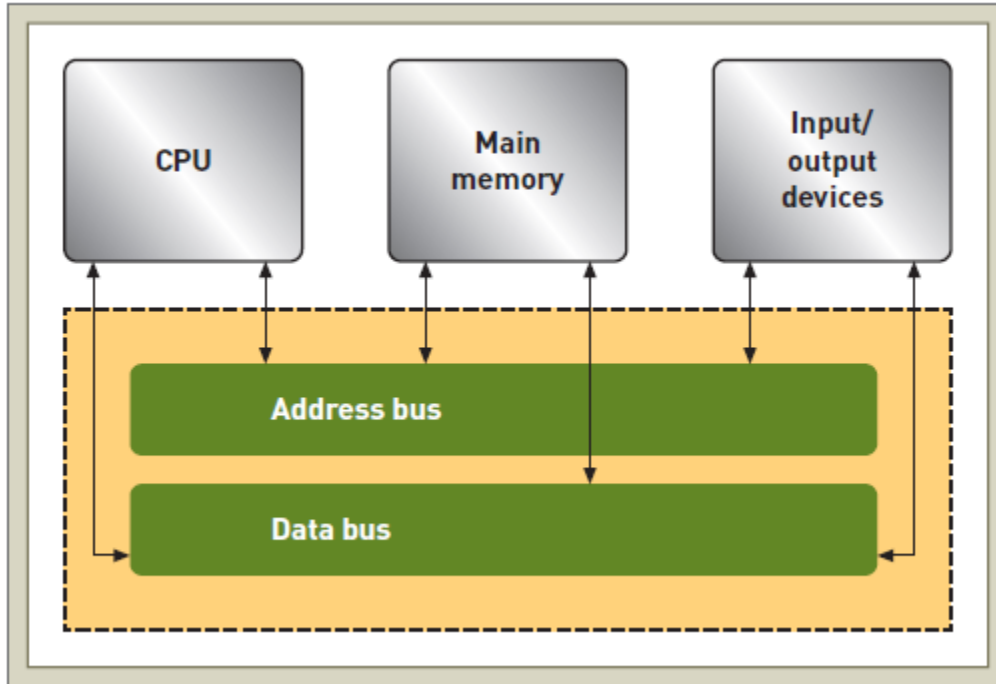 CPU
Main
memory
Input/
output
devices
Address bus
Data bus